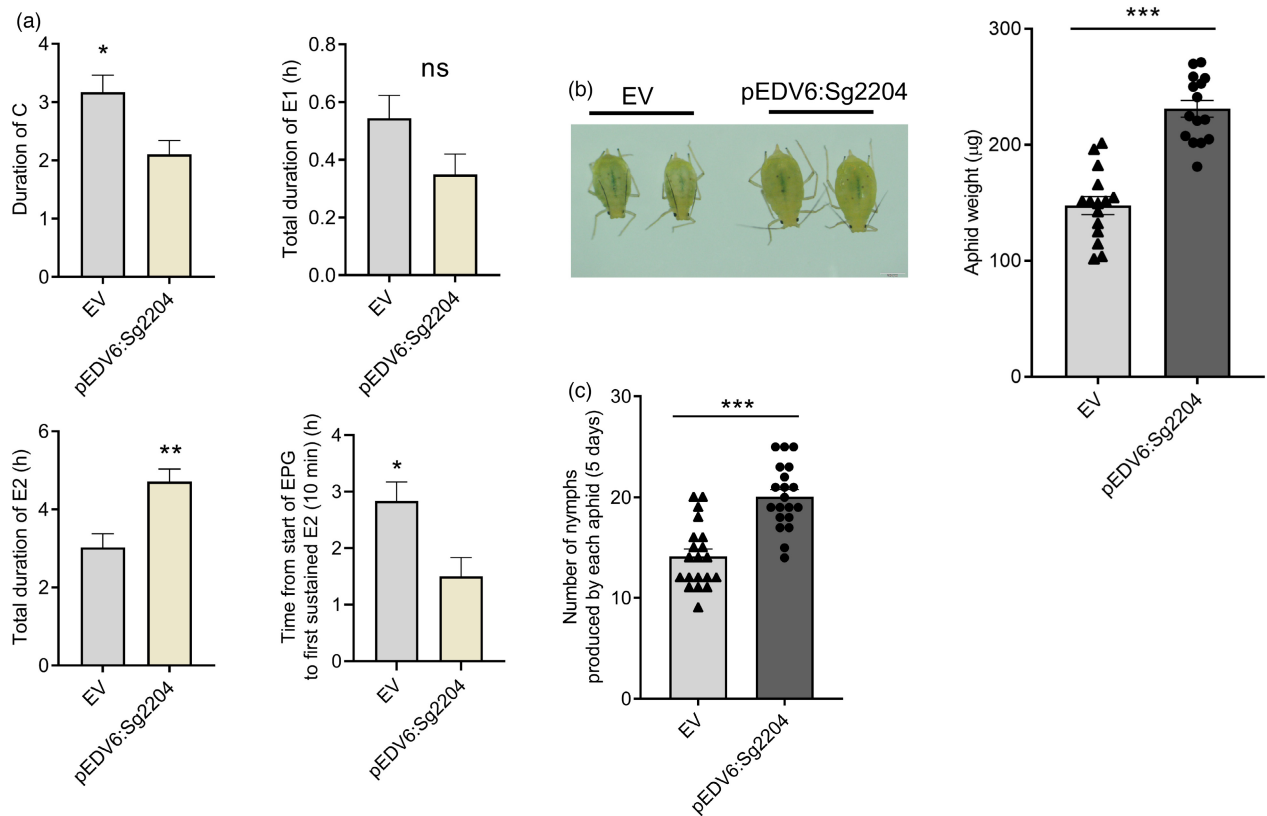 (a)
4
3
2
1
0
Duration of C
*
EV
pEDV6:Sg2204
0.8
0.6
0.4
0.2
0.0
Total duration of E1 (h)
ns
EV
pEDV6:Sg2204
6
4
2
0
Total duration of E2 (h)
**
EV
pEDV6:Sg2204
4
3
2
1
0
Time from start of EPG
to first sustained E2 (10 min) (h)
*
EV
pEDV6:Sg2204
(b)
EV
pEDV6:Sg2204
300
200
100
0
Aphid weight (µg)
***
EV
pEDV6:Sg2204
(c)
30
20
10
0
Number of nymphs
produced by each aphid (5 days)
***
EV
pEDV6:Sg2204